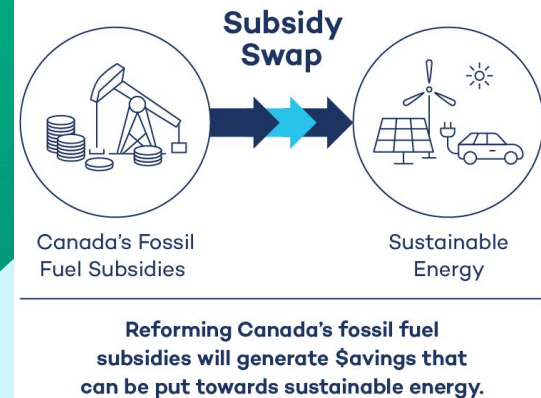 Subsidy
Swap
Canada's Fossil
Fuel Subsidies
Sustainable
Energy
Reforming Canada's fossil fuel
subsidies will generate $avings that
can be put towards sustainable energy.